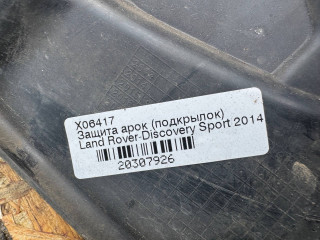 X06417
Защита арок (подкрылок)
Land Rover-Discovery Sport 2014
20307926